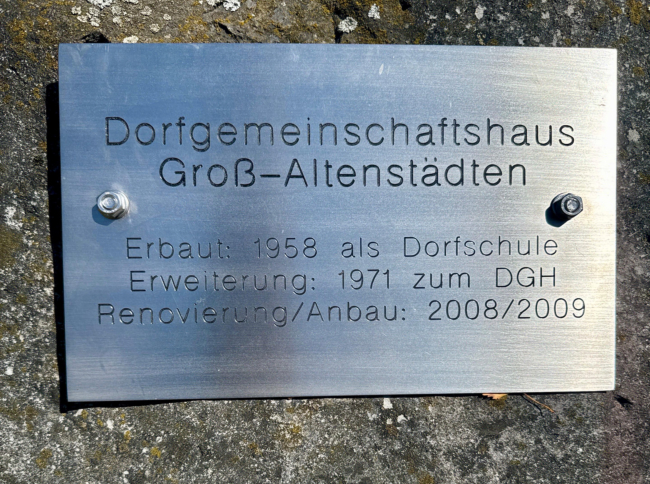 Dorfgemeinschaftshaus
Groß-Altenstädten
Erbaut: 1958 als Dorfschule
Erweiterung: 1971 zum DGH
Renovierung/Anbau: 2008/2009